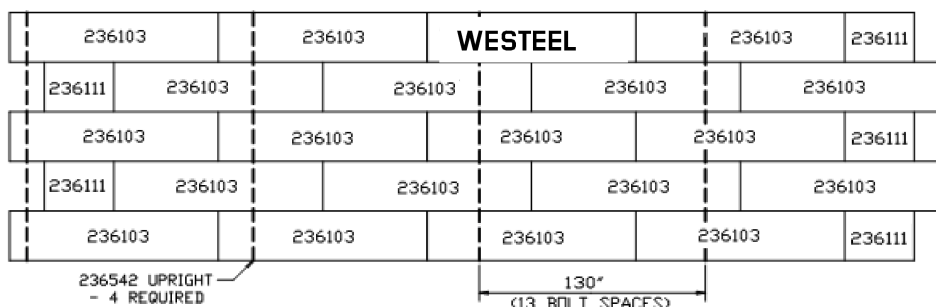 236103 236103 WESTEEL 236103 236111
236111 236103 236103 236103 236103
236103 236103 236103 236103 236111
236111 236103 236103 236103 236103
236103 236103 236103 236103 236111
236542 UPRIGHT
- 4 REQUIRED
130"
(13 BOLT SPACES)